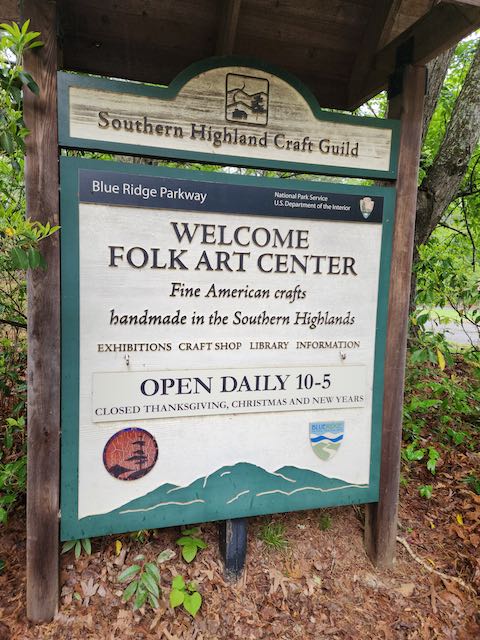 Southern Highland Craft Guild
Blue Ridge Parkway
National Park Service
U.S. Department of the Interior
WELCOME
FOLK ART CENTER
Fine American crafts
handmade in the Southern Highlands
EXHIBITIONS CRAFT SHOP LIBRARY INFORMATION
OPEN DAILY 10-5
CLOSED THANKSGIVING, CHRISTMAS AND NEW YEARS
BLUE RIDGE